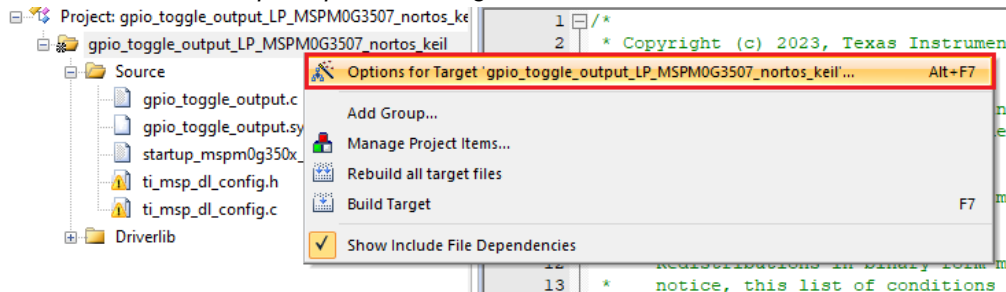 Project: gpio_toggle_output_LP_MSPM0G3507_nortos_ke
gpio_toggle_output_LP_MSPM0G3507_nortos_keil
Source
gpio_toggle_output.c
gpio_toggle_output.sy
startup_mspm0g350x_
ti_msp_dl_config.h
ti_msp_dl_config.c
Driverlib
Options for Target 'gpio_toggle_output_LP_MSPM0G3507_nortos_keil'... Alt+F7
Add Group...
Manage Project Items...
Rebuild all target files
Build Target F7
Show Include File Dependencies
1 /*
2 * Copyright (c) 2023, Texas Instrumen
13 * notice, this list of conditions